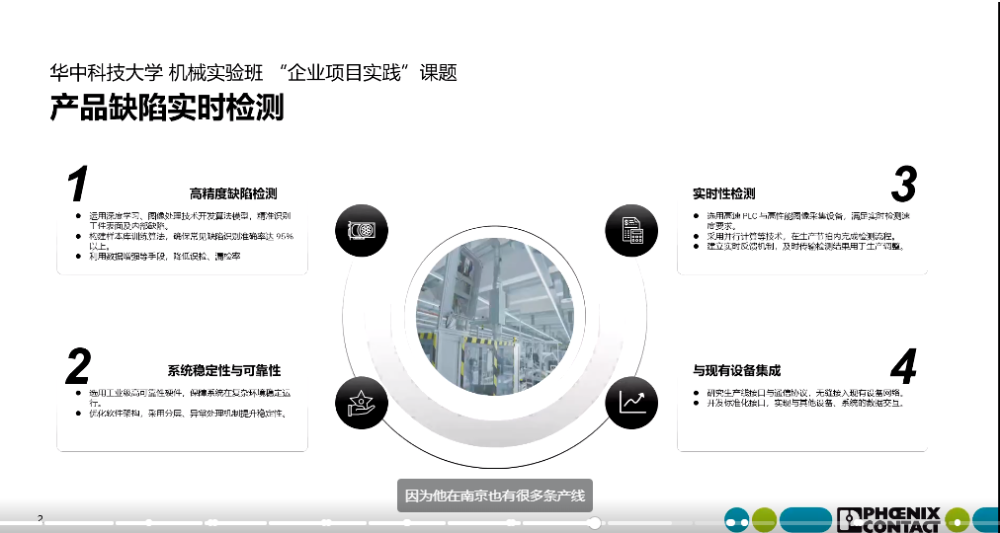 华中科技大学 机械实验班 “企业项目实践”课题
产品缺陷实时检测
1
高精度缺陷检测
● 运用深度学习、图像处理技术开发算法模型，精准识别
工件表面及内部缺陷。
● 构建样本库训练算法，确保常见缺陷识别准确率达 95%
以上。
● 利用数据增强等手段，降低误检、漏检率
2
系统稳定性与可靠性
● 选用工业级高可靠性硬件，保障系统在复杂环境稳定运
行。
● 优化软件架构，采用分层、异常处理机制提升稳定性。
3
实时性检测
● 选用高速 PLC 与高性能图像采集设备，满足实时检测速
度要求。
● 采用并行计算等技术，在生产节拍内完成检测流程。
● 建立实时反馈机制，及时传输检测结果用于生产调整。
4
与现有设备集成
● 研究生产线接口与通信协议，无缝接入现有设备网络。
● 开发标准化接口，实现与其他设备、系统的数据交互。
因为他在南京也有很多条产线
2
PHŒNIX
CONTACT